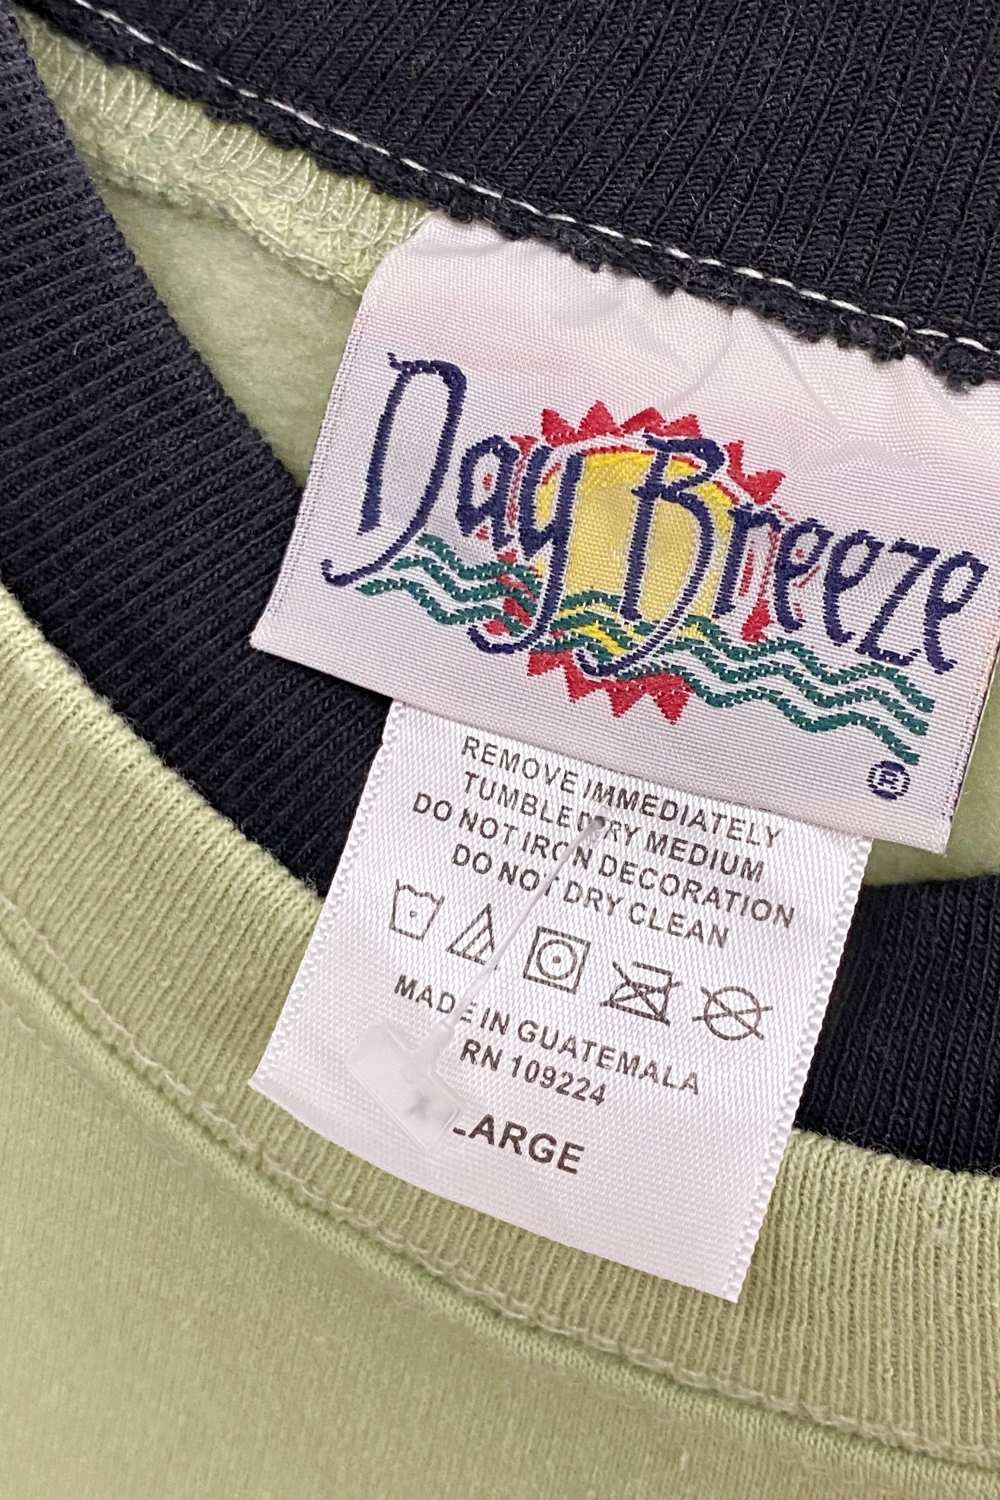 Day Breeze
®
REMOVE IMMEDIATELY
TUMBLE DRY MEDIUM
DO NOT IRON DECORATION
DO NOT DRY CLEAN
MADE IN GUATEMALA
RN 109224
LARGE